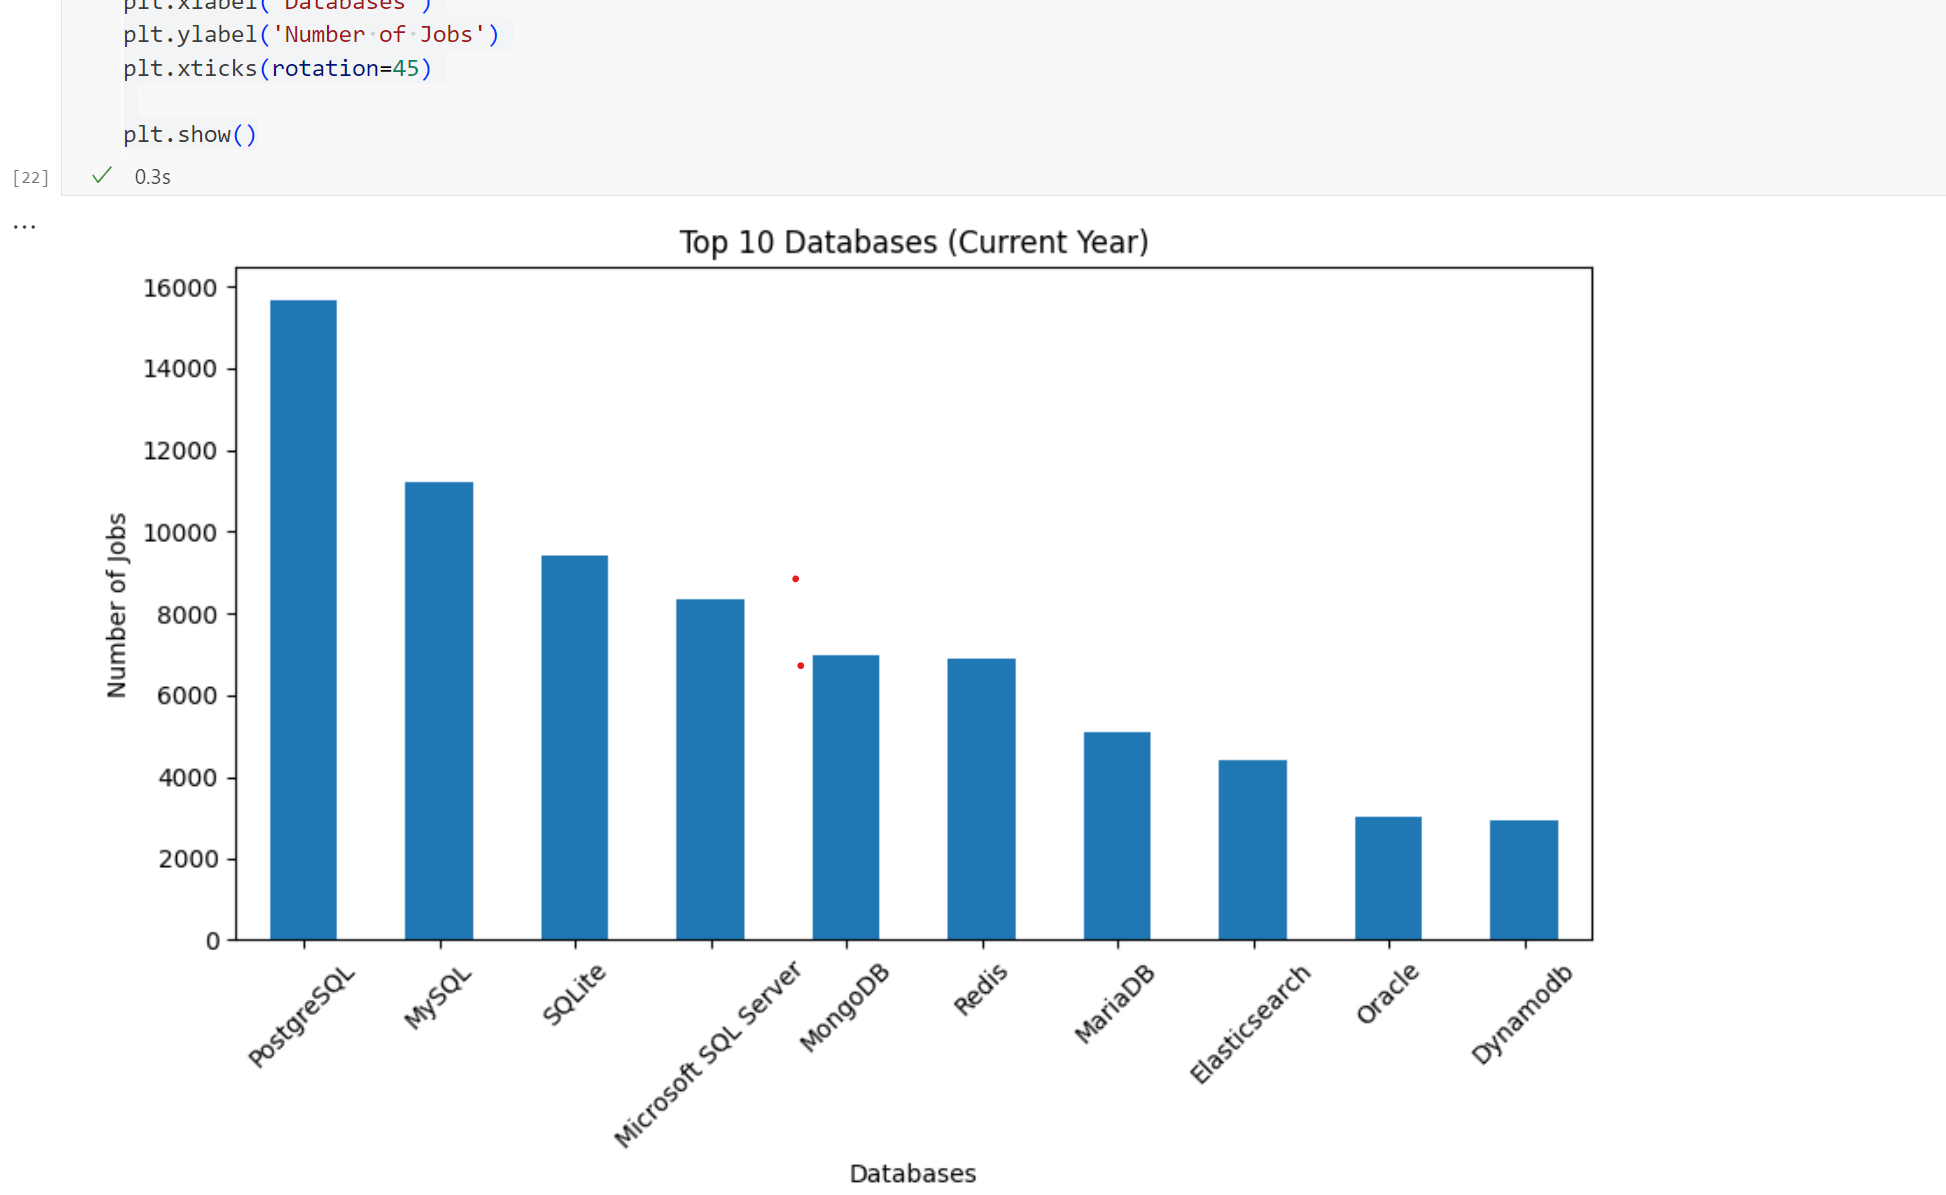 plt.xlabel('Databases')
plt.ylabel('Number of Jobs')
plt.xticks(rotation=45)
plt.show()
[22]
0.3s
...
Top 10 Databases (Current Year)
16000
14000
12000
10000
8000
6000
4000
2000
0
Number of Jobs
PostgreSQL
MySQL
SQLite
Microsoft SQL Server
MongoDB
Redis
MariaDB
Elasticsearch
Oracle
Dynamodb
Databases